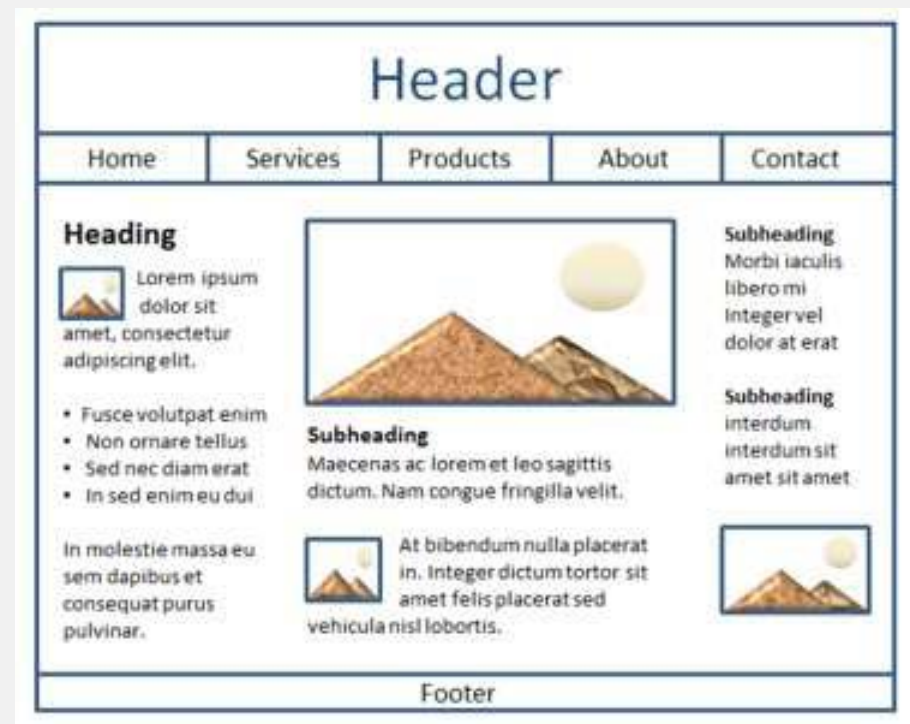 Header
Home Services Products About Contact
Heading
Lorem ipsum
dolor sit
amet, consectetur
adipiscing elit.
• Fusce volutpat enim
• Non ornare tellus
• Sed nec diam erat
• In sed enim eu dui
In molestie massa eu
sem dapibus et
consequat purus
pulvinar.
Subheading
Maecenas ac lorem et leo sagittis
dictum. Nam congue fringilla velit.
At bibendum nulla placerat
in. Integer dictum tortor sit
amet felis placerat sed
vehicula nisl lobortis.
Subheading
Morbi iaculis
libero mi
Integer vel
dolor at erat
Subheading
interdum
interdum sit
amet sit amet
Footer